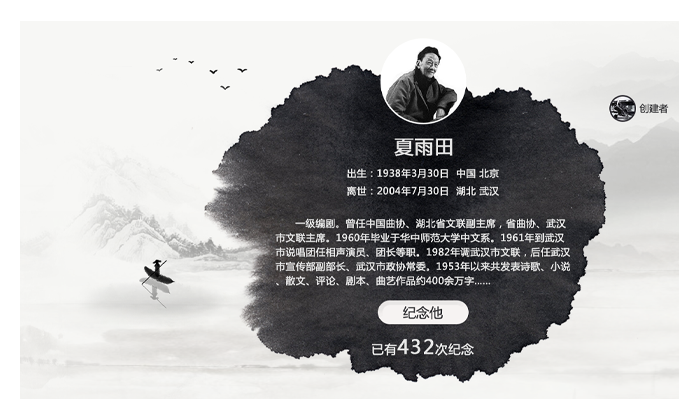 创建者
夏雨田
出生：1938年3月30日 中国 北京
离世：2004年7月30日 湖北 武汉
一级编剧。曾任中国曲协、湖北省文联副主席，省曲协、武汉
市文联主席。1960年毕业于华中师范大学中文系。1961年到武汉
市说唱团任相声演员、团长等职。1982年调武汉市文联，后任武汉
市宣传部副部长、武汉市政协常委。1953年以来共发表诗歌、小说
、散文、评论、剧本、曲艺作品约400余万字......
纪念他
已有432次纪念